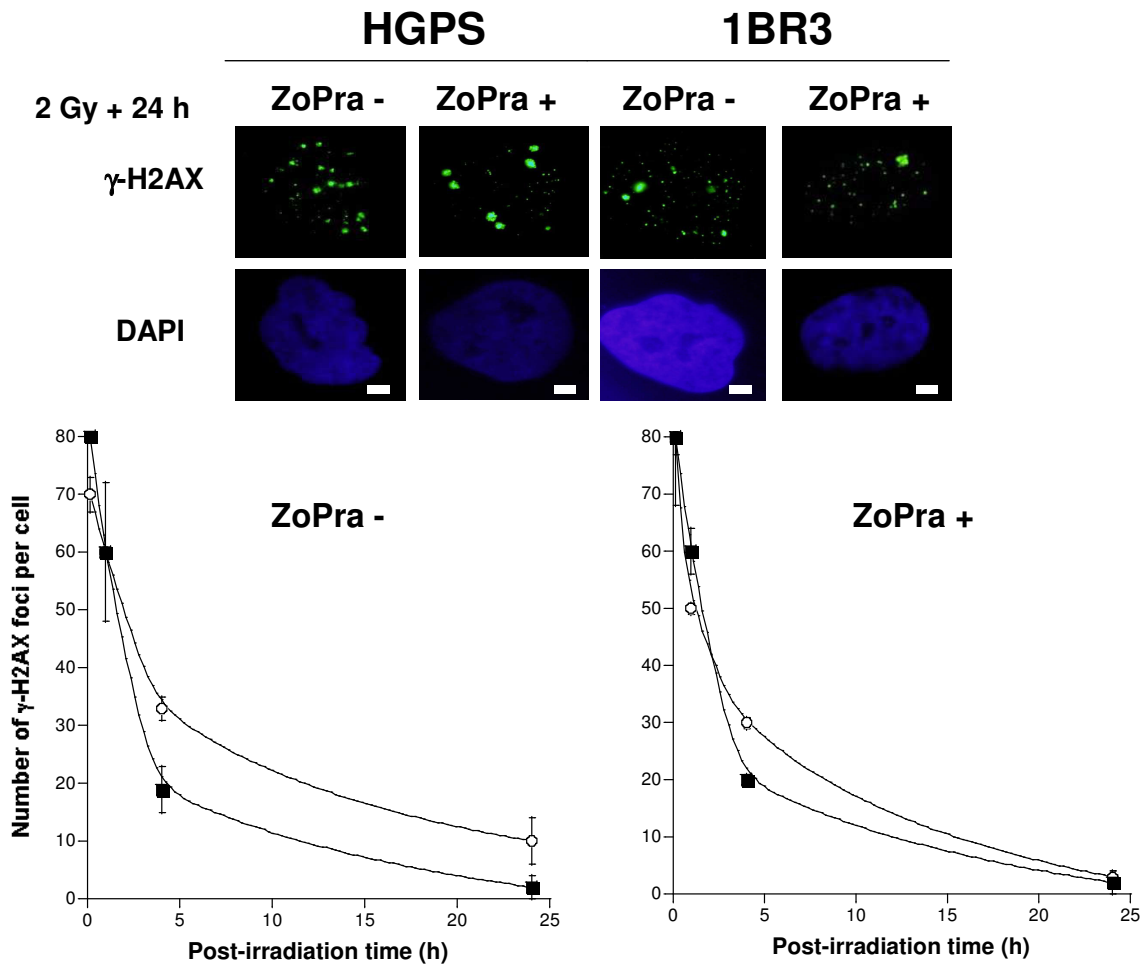 HGPS 1BR3
2 Gy + 24 h ZoPra - ZoPra + ZoPra - ZoPra +
γ-H2AX
DAPI
Number of γ-H2AX foci per cell
80
70
60
50
40
30
20
10
0
ZoPra -
0 5 10 15 20 25
Post-irradiation time (h)
80
70
60
50
40
30
20
10
0
ZoPra +
0 5 10 15 20 25
Post-irradiation time (h)